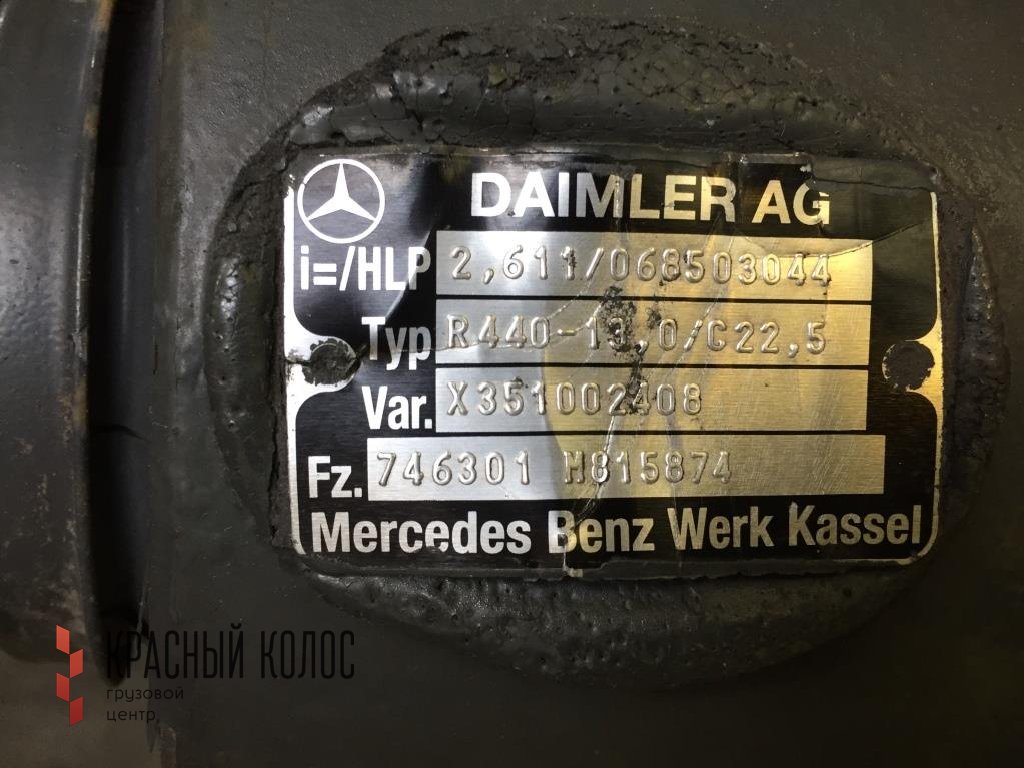 DAIMLER AG
i=/HLP 2,611/068503044
Typ R440-13,0/C22,5
Var. X351002408
Fz. 746301 M815874
Mercedes Benz Werk Kassel
КРАСНЫЙ КОЛОС
грузовой
центр,